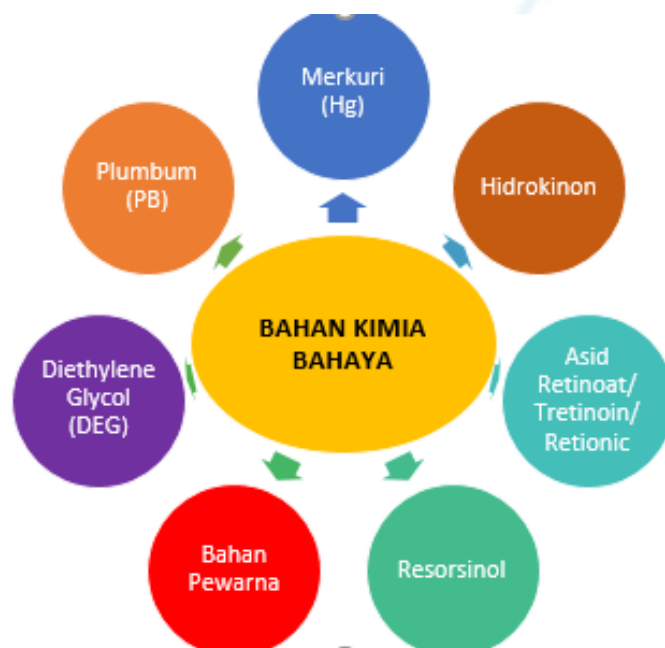 Merkuri
(Hg)
Hidrokinon
Asid
Retinoat/
Tretinoin/
Retionic
Resorsinol
Bahan
Pewarna
Diethylene
Glycol
(DEG)
Plumbum
(PB)
BAHAN KIMIA
BAHAYA